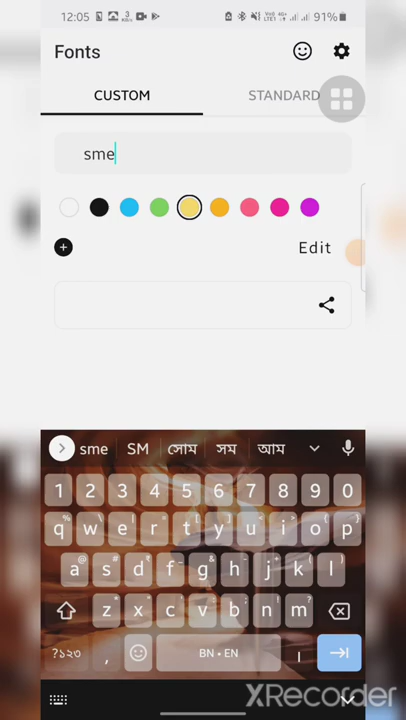 12:05 3 91%
Fonts
CUSTOM STANDARD
sme
Edit
sme SM সোম সম আম
1 2 3 4 5 6 7 8 9 0
q w e r t y u i o p
a s d f g h j k l
z x c v b n m
?১২৩ , BN • EN ।
XRecorder